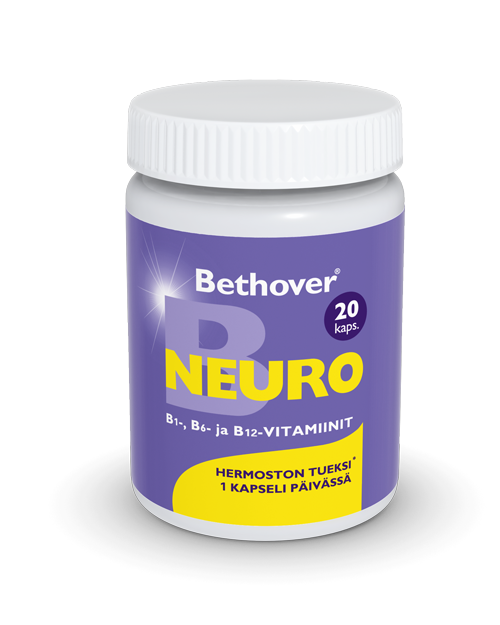 Bethover®
20
kaps.
B
NEURO
B1-, B6- ja B12-VITAMIINIT
HERMOSTON TUEKSI*
1 KAPSELI PÄIVÄSSÄ